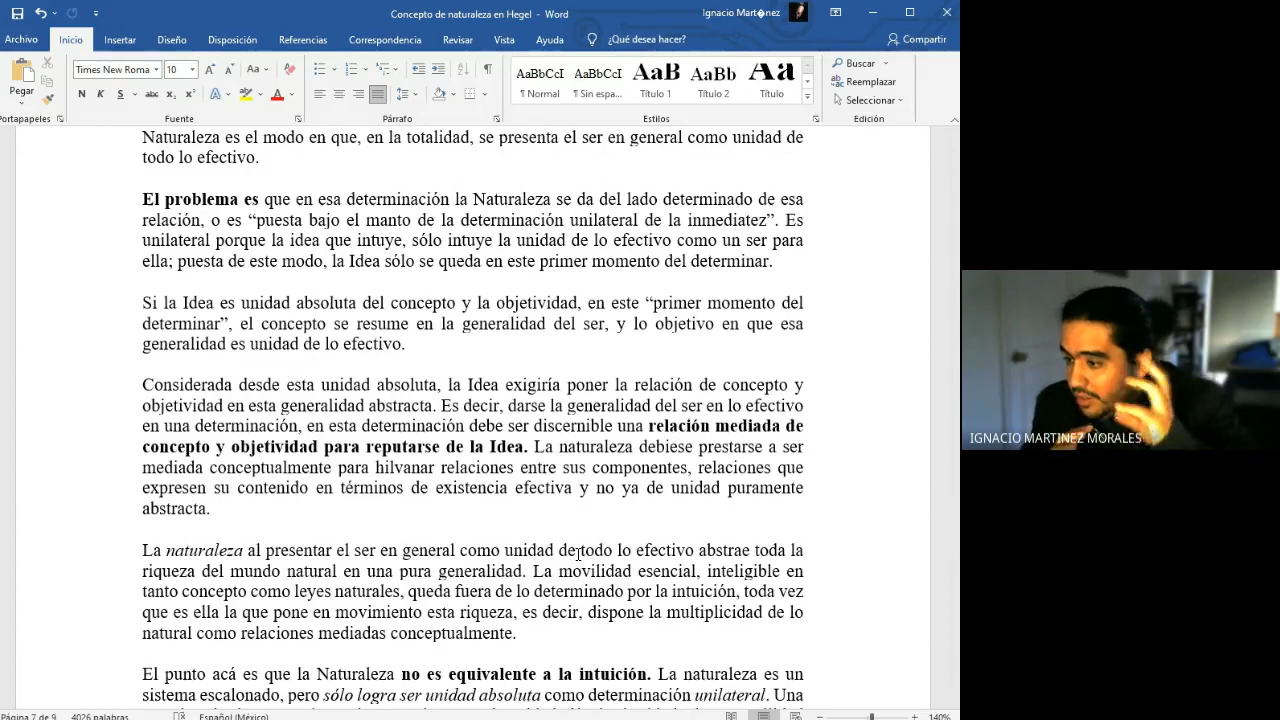 Concepto de naturaleza en Hegel - Word
Ignacio Mart�nez
Archivo Inicio Insertar Diseño Disposición Referencias Correspondencia Revisar Vista Ayuda ¿Qué desea hacer? Compartir
Pegar
Times New Roma 10
N K S abc x₂ x² A A
AaBbCcI AaBbCcI AaB AaBb Aa
¶ Normal ¶ Sin espa... Título 1 Título 2 Título
Buscar
Reemplazar
Seleccionar
Portapapeles Fuente Párrafo Estilos Edición
Naturaleza es el modo en que, en la totalidad, se presenta el ser en general como unidad de
todo lo efectivo.
El problema es que en esa determinación la Naturaleza se da del lado determinado de esa
relación, o es “puesta bajo el manto de la determinación unilateral de la inmediatez”. Es
unilateral porque la idea que intuye, sólo intuye la unidad de lo efectivo como un ser para
ella; puesta de este modo, la Idea sólo se queda en este primer momento del determinar.
Si la Idea es unidad absoluta del concepto y la objetividad, en este “primer momento del
determinar”, el concepto se resume en la generalidad del ser, y lo objetivo en que esa
generalidad es unidad de lo efectivo.
Considerada desde esta unidad absoluta, la Idea exigiría poner la relación de concepto y
objetividad en esta generalidad abstracta. Es decir, darse la generalidad del ser en lo efectivo
en una determinación, en esta determinación debe ser discernible una relación mediada de
concepto y objetividad para reputarse de la Idea. La naturaleza debiese prestarse a ser
mediada conceptualmente para hilvanar relaciones entre sus componentes, relaciones que
expresen su contenido en términos de existencia efectiva y no ya de unidad puramente
abstracta.
La naturaleza al presentar el ser en general como unidad de todo lo efectivo abstrae toda la
riqueza del mundo natural en una pura generalidad. La movilidad esencial, inteligible en
tanto concepto como leyes naturales, queda fuera de lo determinado por la intuición, toda vez
que es ella la que pone en movimiento esta riqueza, es decir, dispone la multiplicidad de lo
natural como relaciones mediadas conceptualmente.
El punto acá es que la Naturaleza no es equivalente a la intuición. La naturaleza es un
sistema escalonado, pero sólo logra ser unidad absoluta como determinación unilateral. Una
Página 7 de 9 4026 palabras Español (México) 140%
IGNACIO MARTINEZ MORALES